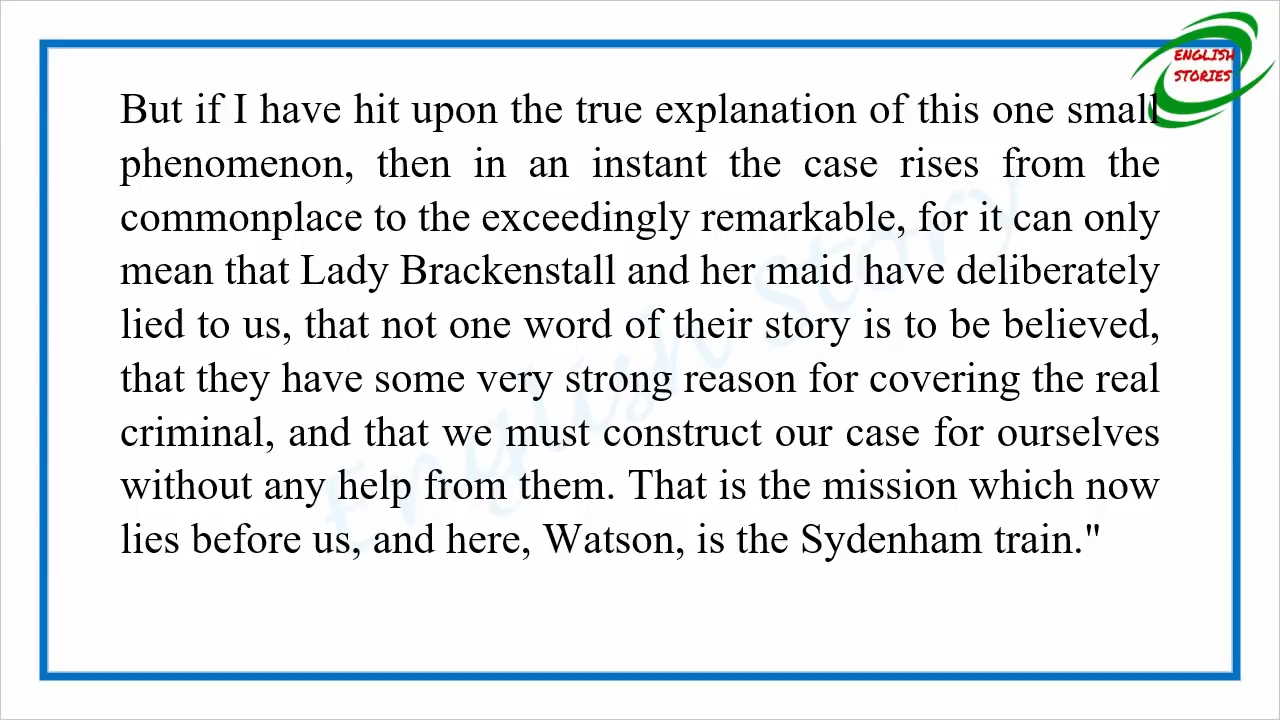 ENGLISH
STORIES
But if I have hit upon the true explanation of this one small
phenomenon, then in an instant the case rises from the
commonplace to the exceedingly remarkable, for it can only
mean that Lady Brackenstall and her maid have deliberately
lied to us, that not one word of their story is to be believed,
that they have some very strong reason for covering the real
criminal, and that we must construct our case for ourselves
without any help from them. That is the mission which now
lies before us, and here, Watson, is the Sydenham train."
English Story